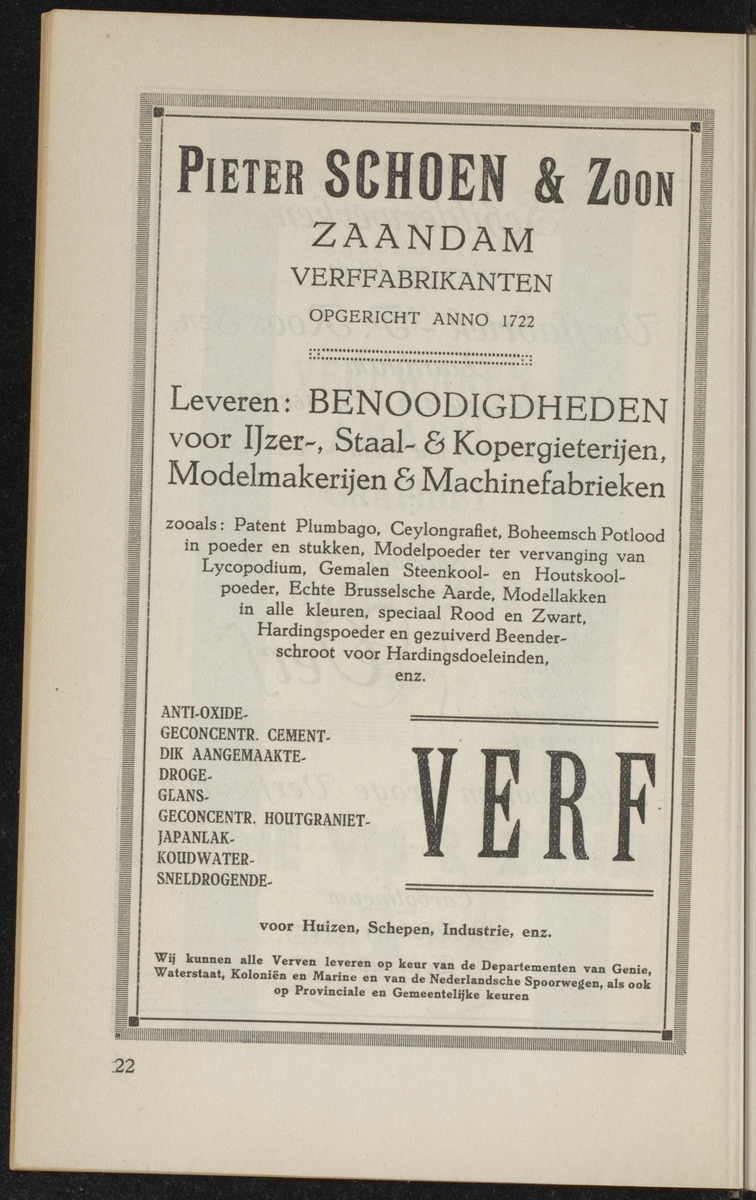 PIETER SCHOEN & ZOON
ZAANDAM
VERFFABRIKANTEN
OPGERICHT ANNO 1722
Leveren: BENOODIGDHEDEN
voor IJzer-, Staal- & Kopergieterijen,
Modelmakerijen & Machinefabrieken
zooals: Patent Plumbago, Ceylongrafiet, Boheemsch Potlood
in poeder en stukken, Modelpoeder ter vervanging van
Lycopodium, Gemalen Steenkool- en Houtskool-
poeder, Echte Brusselsche Aarde, Modellakken
in alle kleuren, speciaal Rood en Zwart,
Hardingspoeder en gezuiverd Beender-
schroot voor Hardingsdoeleinden,
enz.
ANTI-OXIDE-
GECONCENTR. CEMENT-
DIK AANGEMAAKTE-
DROGE-
GLANS-
GECONCENTR. HOUTGRANIET-
JAPANLAK-
KOUDWATER-
SNELDROGENDE-
VERF
voor Huizen, Schepen, Industrie, enz.
Wij kunnen alle Verven leveren op keur van de Departementen van Genie,
Waterstaat, Koloniën en Marine en van de Nederlandsche Spoorwegen, als ook
op Provinciale en Gemeentelijke keuren
22